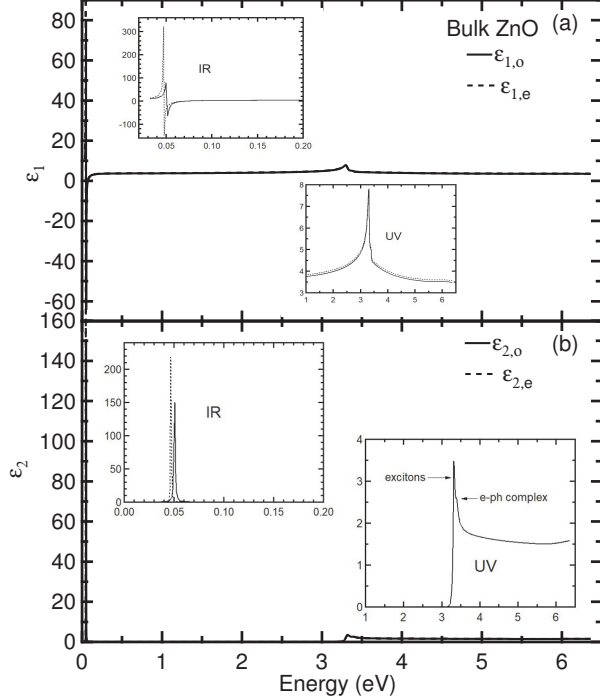 Bulk ZnO (a)
ε1,o
ε1,e
ε1
80
60
40
20
0
-20
-40
-60
IR
300
200
100
0
-100
0.05 0.10 0.15 0.20
UV
8
7
6
5
4
3
1 2 3 4 5 6
(b)
ε2,o
ε2,e
ε2
160
140
120
100
80
60
40
20
0
IR
200
150
100
50
0
0.00 0.05 0.10 0.15 0.20
4
3
2
1
0
excitons
e-ph complex
UV
1 2 3 4 5 6
0 1 2 3 4 5 6
Energy (eV)